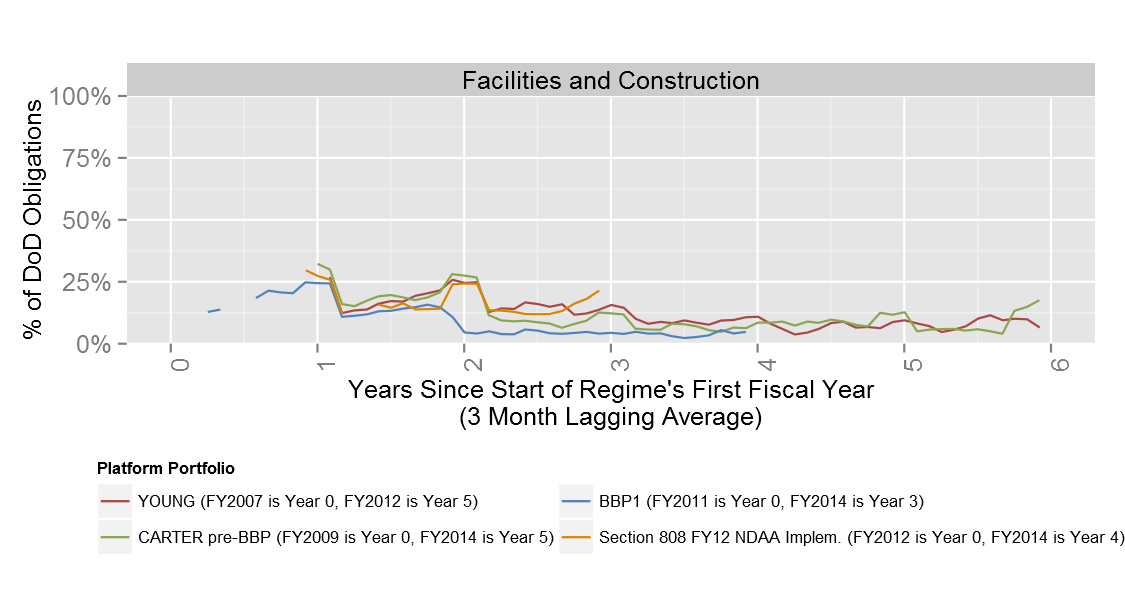 Facilities and Construction
% of DoD Obligations
100%
75%
50%
25%
0%
0 1 2 3 4 5 6
Years Since Start of Regime's First Fiscal Year
(3 Month Lagging Average)
Platform Portfolio
YOUNG (FY2007 is Year 0, FY2012 is Year 5)
BBP1 (FY2011 is Year 0, FY2014 is Year 3)
CARTER pre-BBP (FY2009 is Year 0, FY2014 is Year 5)
Section 808 FY12 NDAA Implem. (FY2012 is Year 0, FY2014 is Year 4)